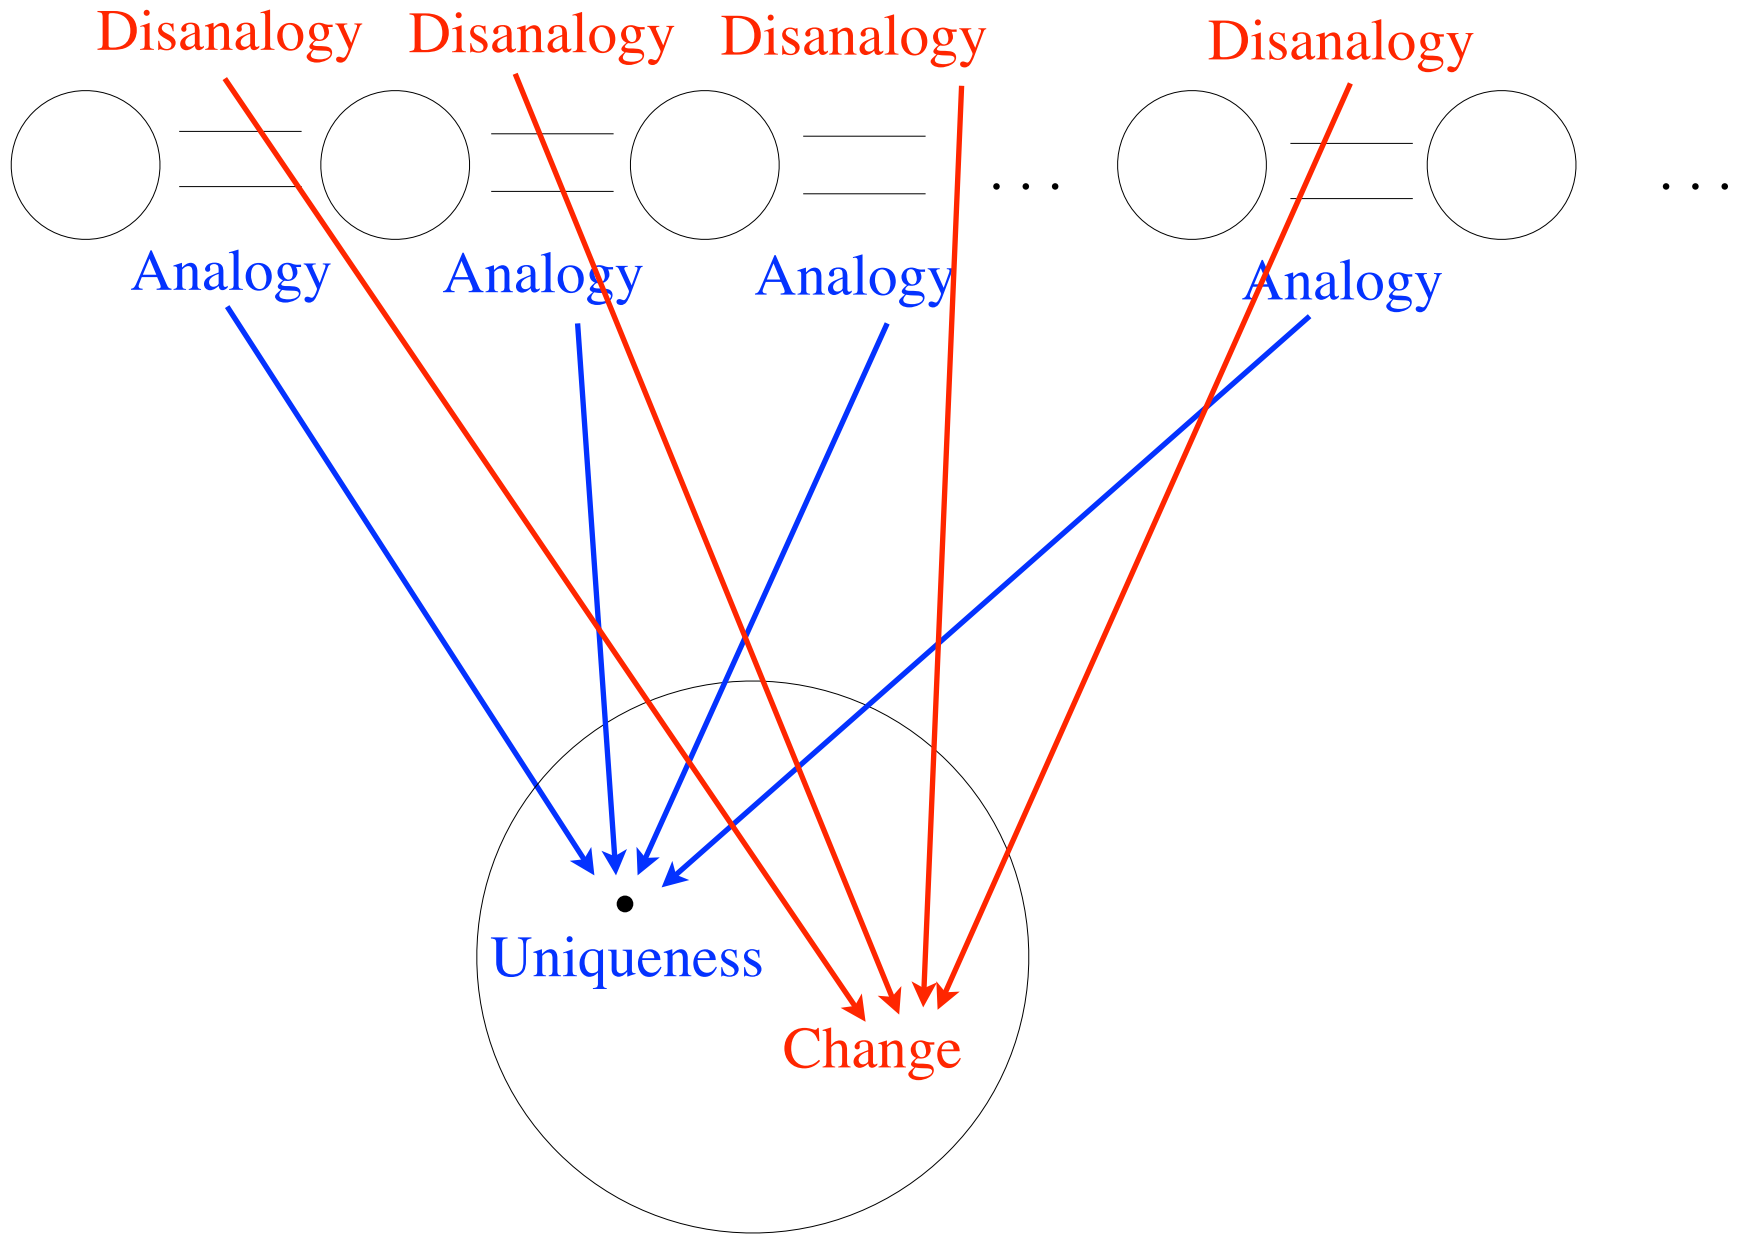 Disanalogy Disanalogy Disanalogy Disanalogy
. . . . . .
Analogy Analogy Analogy Analogy
Uniqueness
Change